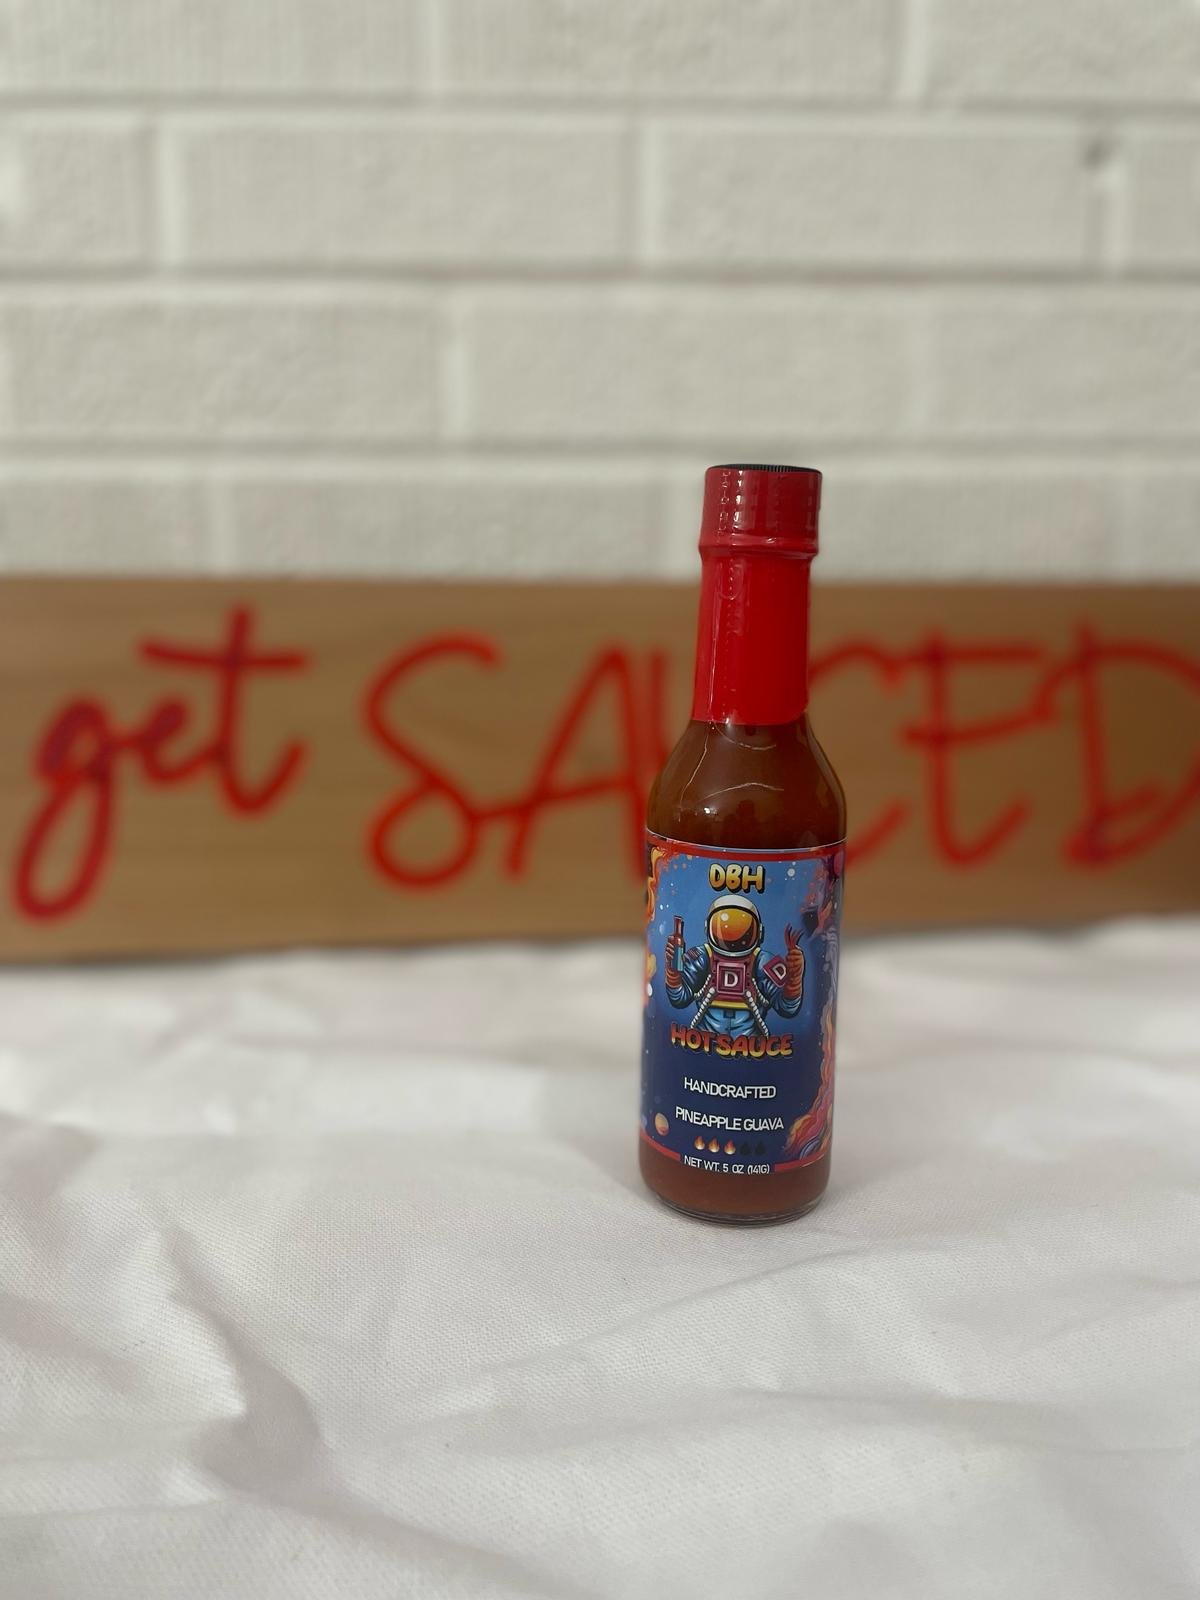 get SAUCED
DBH
D
D
HOT SAUCE
HANDCRAFTED
PINEAPPLE GUAVA
NET WT. 5 OZ (141G)